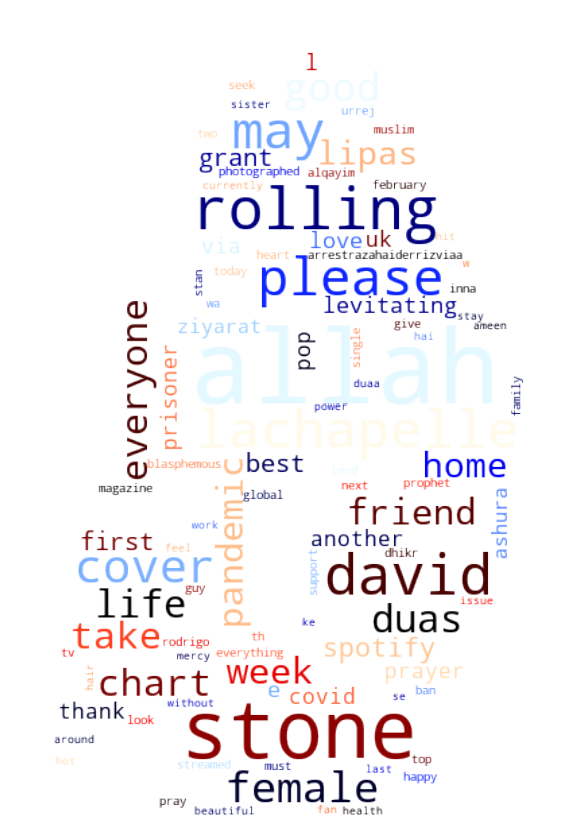 l
seek
good
sister
urrej
two
may
muslim
lipas
grant
photographed
alqayim
currently
february
rolling
love
uk
hit
via
heart
arrestrazahaiderrizviaa
today
please
w
stan
inna
wa
levitating
stay
ziyarat
give
ameen
everyone
pop
single
hai
prisoner
allah
duaa
family
power
lachapelle
blasphemous
best
lord
home
magazine
pandemic
global
next
prophet
friend
ashura
work
first
feel
another
dhikr
cover
support
david
guy
issue
life
ke
duas
take
rodrigo
th
spotify
tv
mercy
everything
hair
chart
week
prayer
e
covid
se
ban
thank
look
without
stone
around
top
hot
streamed
must
last
happy
female
pray
beautiful
fan
health